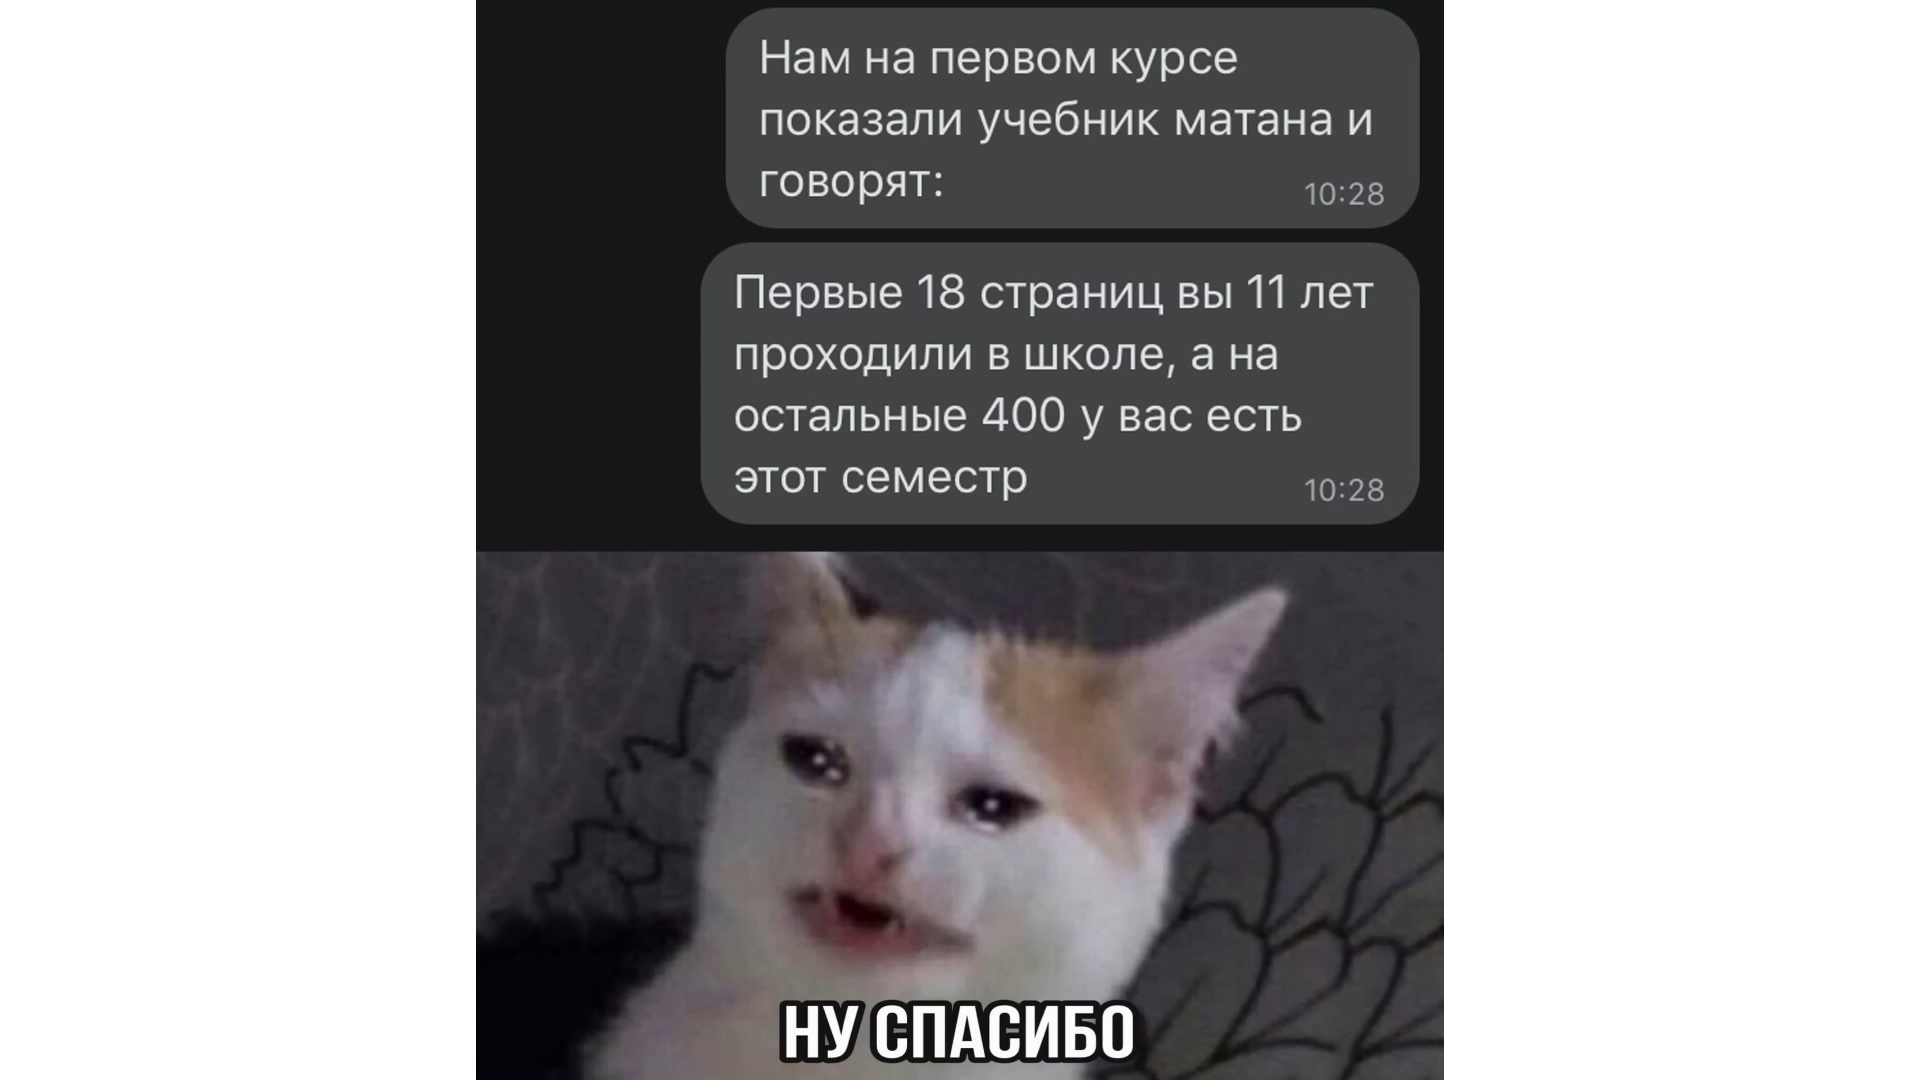 Нам на первом курсе
показали учебник матана и
говорят:
10:28
Первые 18 страниц вы 11 лет
проходили в школе, а на
остальные 400 у вас есть
этот семестр
10:28
НУ СПАСИБО